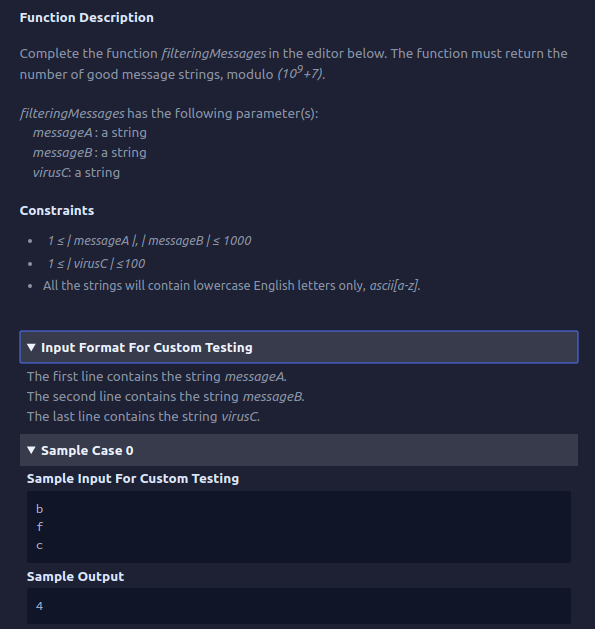 Function Description
Complete the function filteringMessages in the editor below. The function must return the
number of good message strings, modulo (10^9+7).
filteringMessages has the following parameter(s):
messageA : a string
messageB : a string
virusC: a string
Constraints
• 1 ≤ | messageA |, | messageB | ≤ 1000
• 1 ≤ | virusC | ≤100
• All the strings will contain lowercase English letters only, ascii[a-z].
▼ Input Format For Custom Testing
The first line contains the string messageA.
The second line contains the string messageB.
The last line contains the string virusC.
▼ Sample Case 0
Sample Input For Custom Testing
b
f
c
Sample Output
4